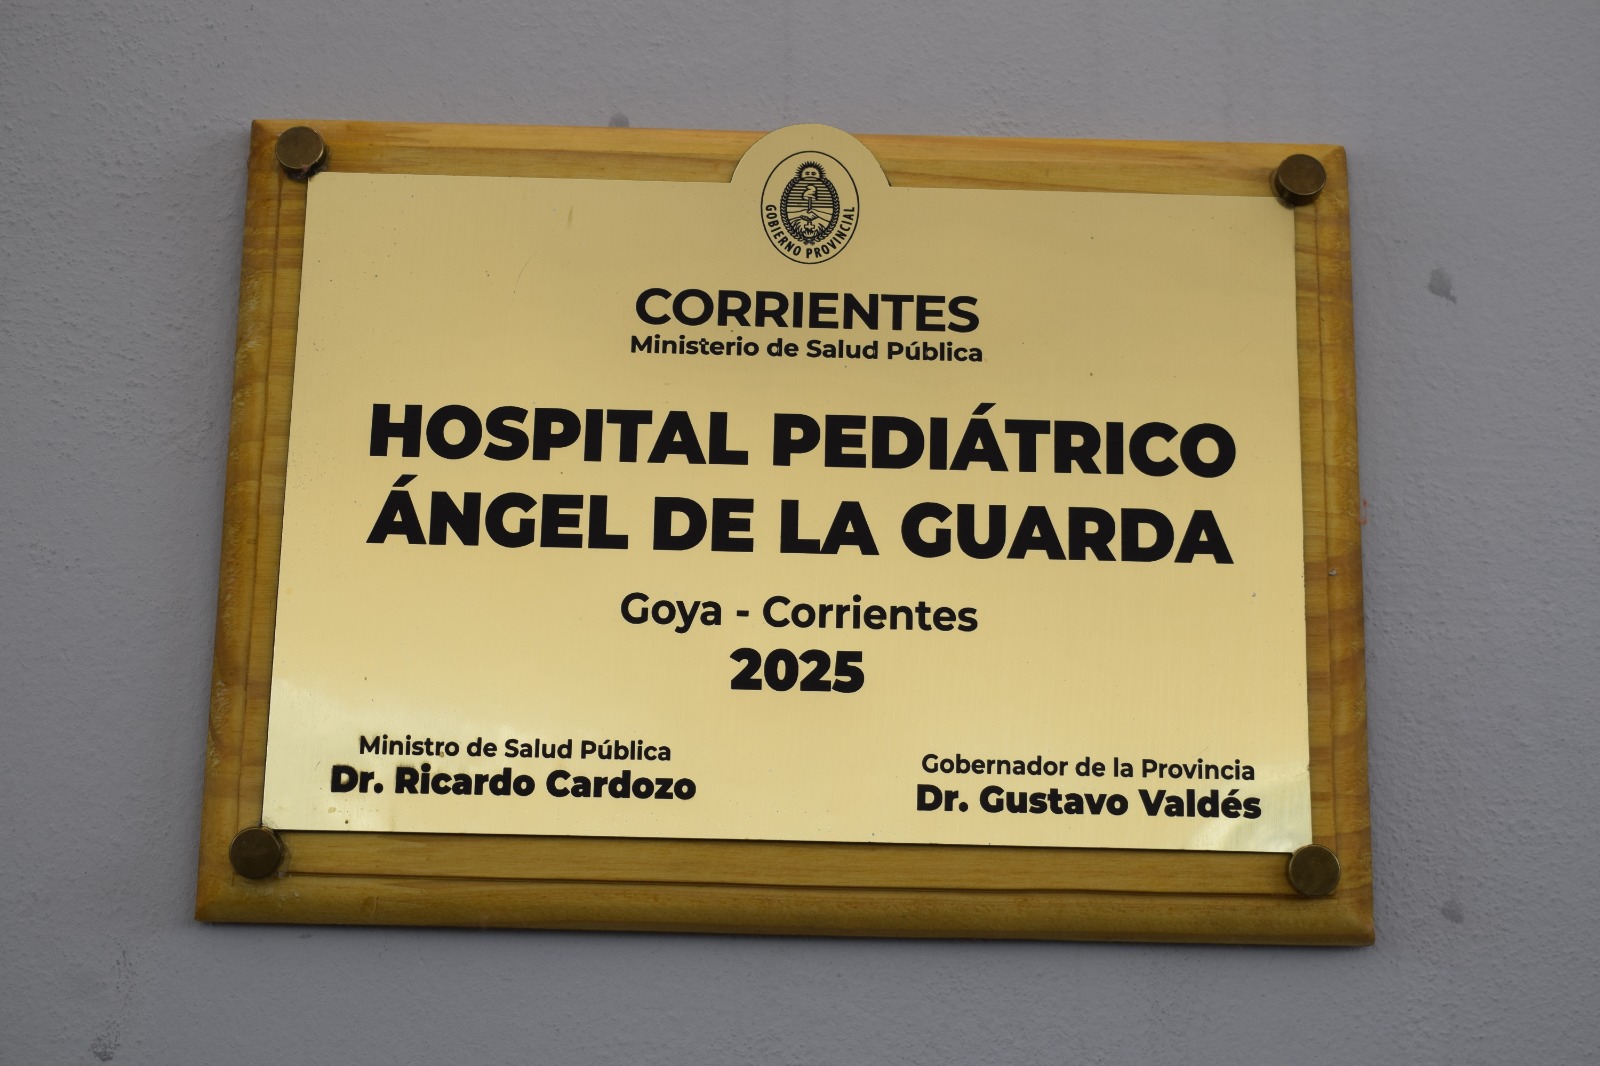 GOBIERNO PROVINCIAL
CORRIENTES
Ministerio de Salud Pública
HOSPITAL PEDIÁTRICO
ÁNGEL DE LA GUARDA
Goya - Corrientes
2025
Ministro de Salud Pública
Dr. Ricardo Cardozo
Gobernador de la Provincia
Dr. Gustavo Valdés